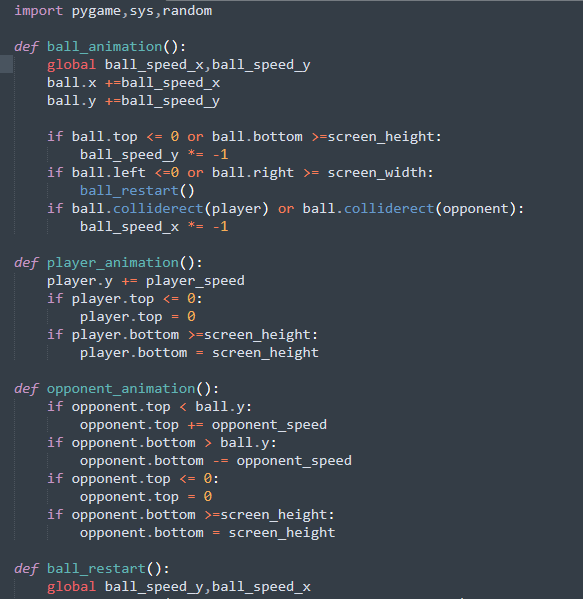 import pygame,sys,random
def ball_animation():
global ball_speed_x,ball_speed_y
ball.x +=ball_speed_x
ball.y +=ball_speed_y
if ball.top <= 0 or ball.bottom >=screen_height:
ball_speed_y *= -1
if ball.left <=0 or ball.right >= screen_width:
ball_restart()
if ball.colliderect(player) or ball.colliderect(opponent):
ball_speed_x *= -1
def player_animation():
player.y += player_speed
if player.top <= 0:
player.top = 0
if player.bottom >=screen_height:
player.bottom = screen_height
def opponent_animation():
if opponent.top < ball.y:
opponent.top += opponent_speed
if opponent.bottom > ball.y:
opponent.bottom -= opponent_speed
if opponent.top <= 0:
opponent.top = 0
if opponent.bottom >=screen_height:
opponent.bottom = screen_height
def ball_restart():
global ball_speed_y,ball_speed_x